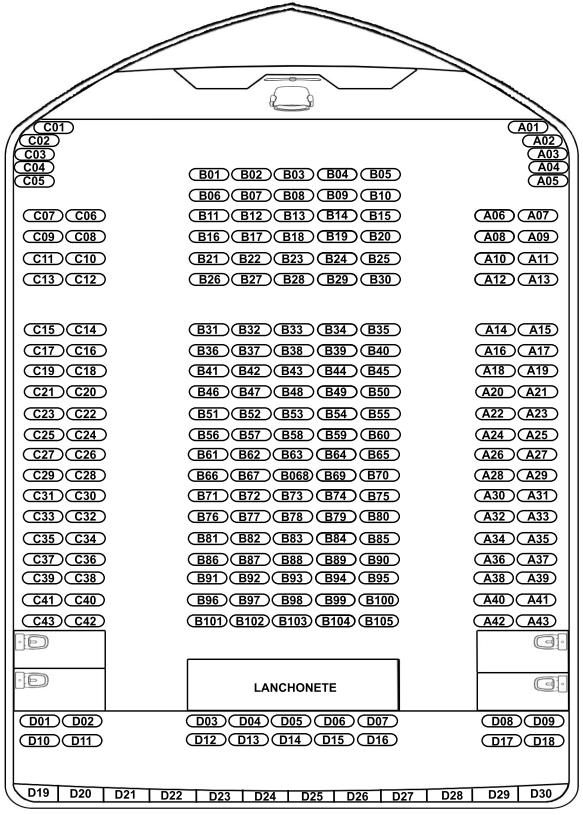 C01 A01
C02 A02
C03 A03
C04 A04
C05 A05
B01 B02 B03 B04 B05
B06 B07 B08 B09 B10
C07 C06 B11 B12 B13 B14 B15 A06 A07
C09 C08 B16 B17 B18 B19 B20 A08 A09
C11 C10 B21 B22 B23 B24 B25 A10 A11
C13 C12 B26 B27 B28 B29 B30 A12 A13
C15 C14 B31 B32 B33 B34 B35 A14 A15
C17 C16 B36 B37 B38 B39 B40 A16 A17
C19 C18 B41 B42 B43 B44 B45 A18 A19
C21 C20 B46 B47 B48 B49 B50 A20 A21
C23 C22 B51 B52 B53 B54 B55 A22 A23
C25 C24 B56 B57 B58 B59 B60 A24 A25
C27 C26 B61 B62 B63 B64 B65 A26 A27
C29 C28 B66 B67 B068 B69 B70 A28 A29
C31 C30 B71 B72 B73 B74 B75 A30 A31
C33 C32 B76 B77 B78 B79 B80 A32 A33
C35 C34 B81 B82 B83 B84 B85 A34 A35
C37 C36 B86 B87 B88 B89 B90 A36 A37
C39 C38 B91 B92 B93 B94 B95 A38 A39
C41 C40 B96 B97 B98 B99 B100 A40 A41
C43 C42 B101 B102 B103 B104 B105 A42 A43
LANCHONETE
D01 D02 D03 D04 D05 D06 D07 D08 D09
D10 D11 D12 D13 D14 D15 D16 D17 D18
D19 D20 D21 D22 D23 D24 D25 D26 D27 D28 D29 D30